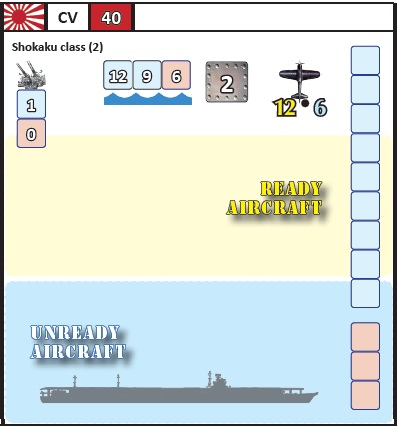 CV 40
Shokaku class (2)
12 9 6
2
12 6
1
0
READY
AIRCRAFT
UNREADY
AIRCRAFT